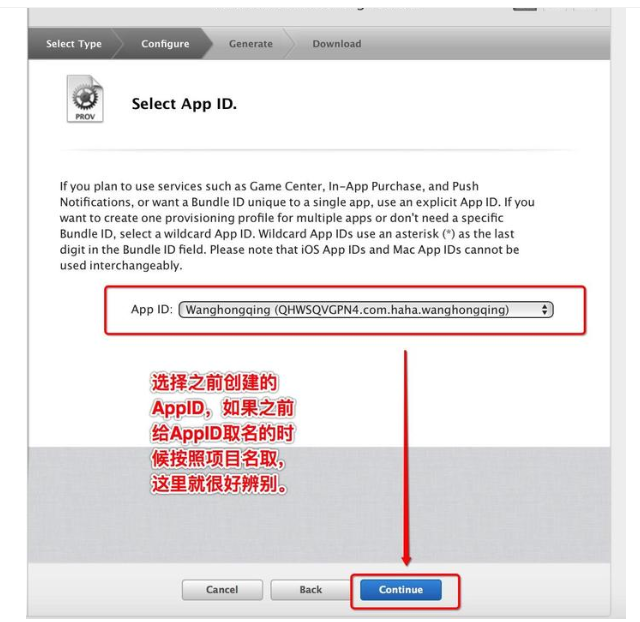 Select Type
Configure
Generate
Download
PROV
Select App ID.
If you plan to use services such as Game Center, In-App Purchase, and Push
Notifications, or want a Bundle ID unique to a single app, use an explicit App ID. If you
want to create one provisioning profile for multiple apps or don't need a specific
Bundle ID, select a wildcard App ID. Wildcard App IDs use an asterisk (*) as the last
digit in the Bundle ID field. Please note that iOS App IDs and Mac App IDs cannot be
used interchangeably.
App ID: Wanghongqing (QHWSQVGPN4.com.haha.wanghongqing)
选择之前创建的
AppID，如果之前
给AppID取名的时
候按照项目名取，
这里就很好辨别。
Cancel
Back
Continue